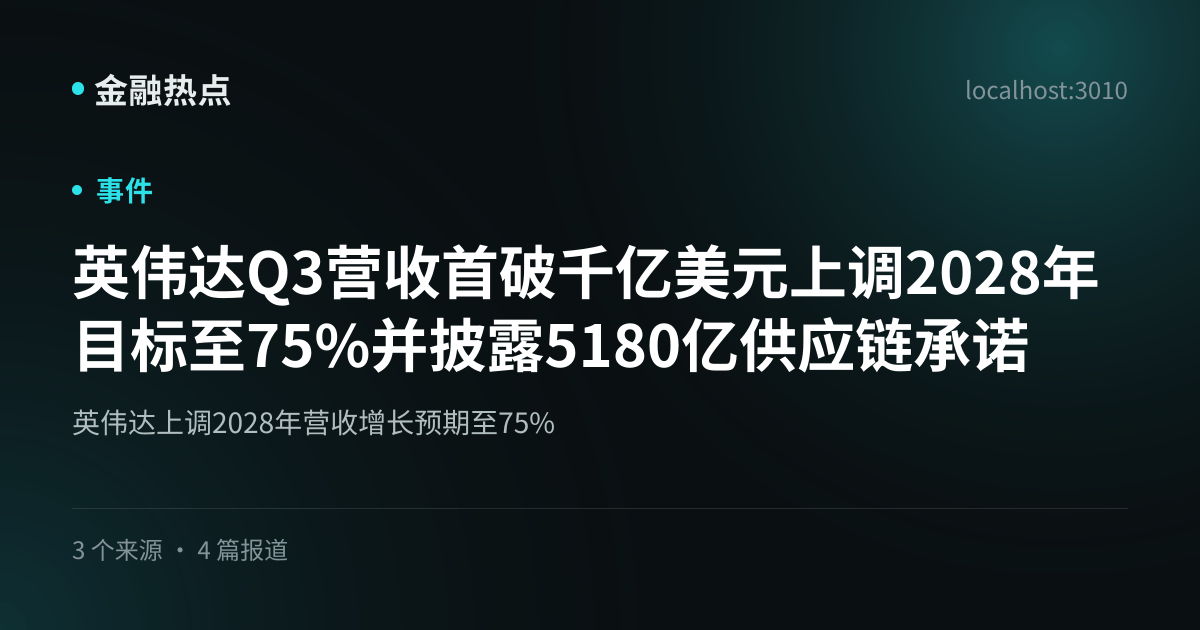 金融热点
localhost:3010
事件
英伟达Q3营收首破千亿美元上调2028年
目标至75%并披露5180亿供应链承诺
英伟达上调2028年营收增长预期至75%
3 个来源 · 4 篇报道